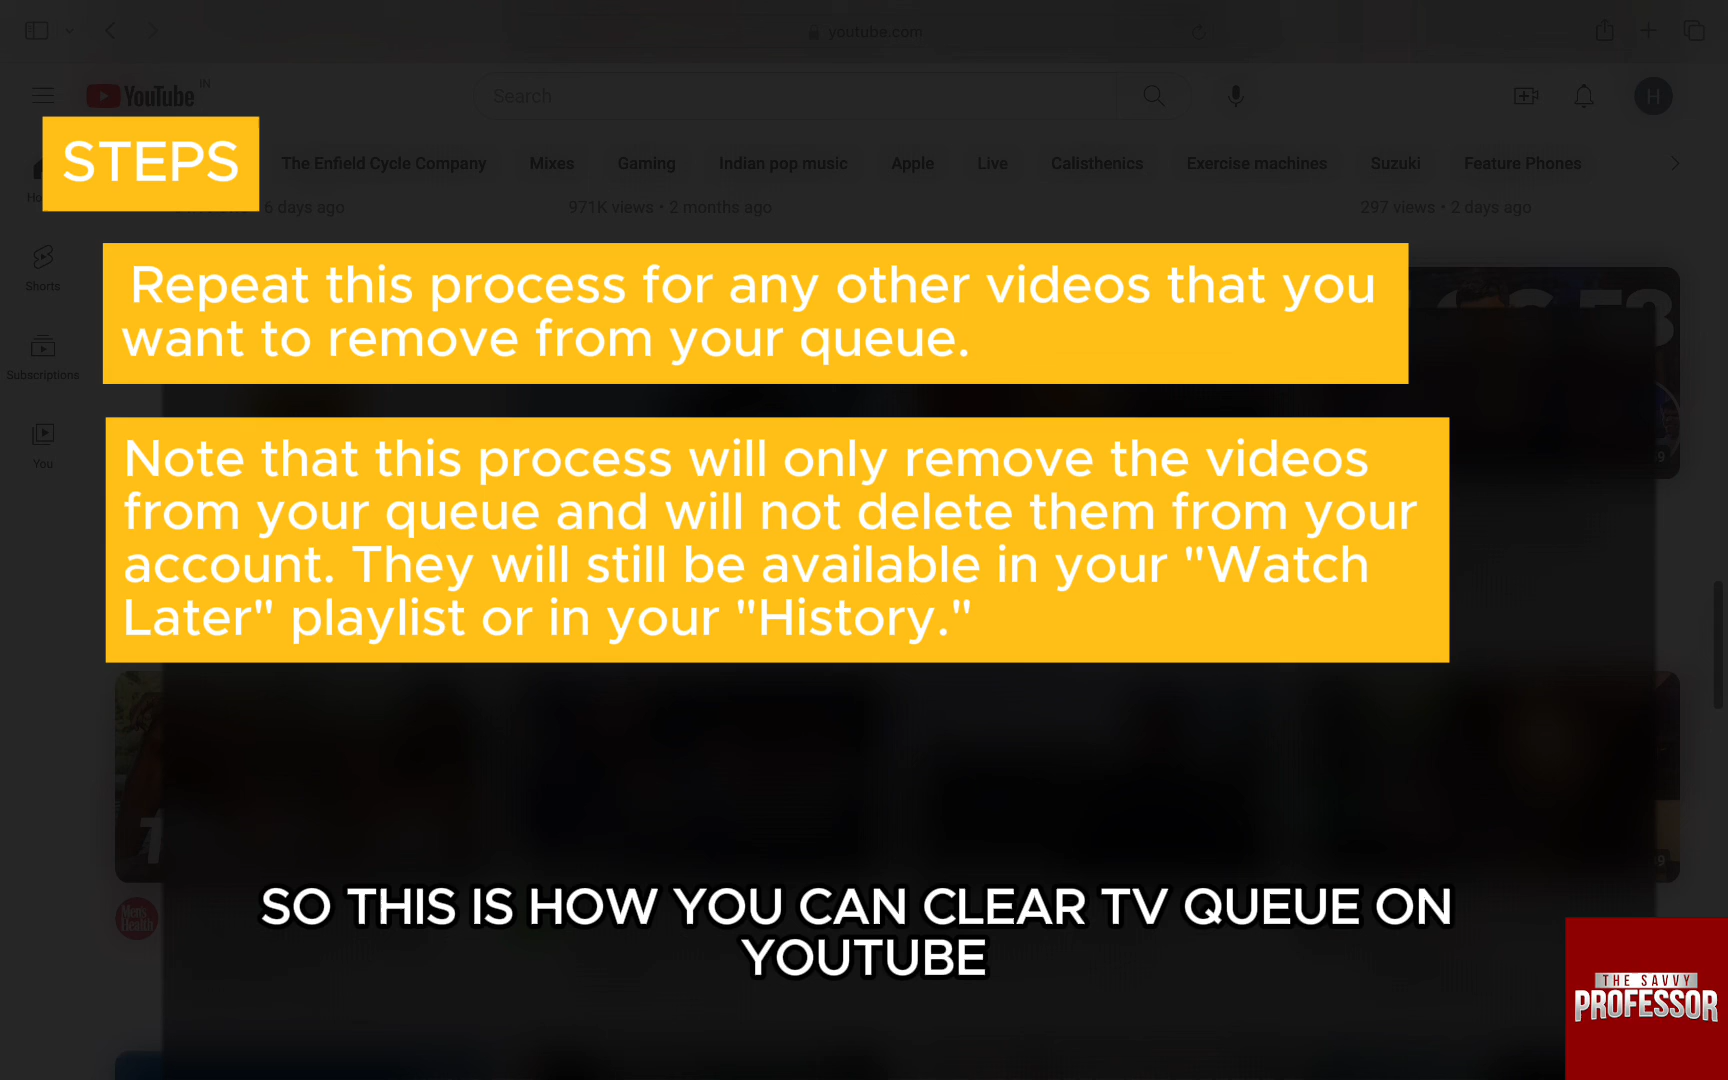 youtube.com
YouTube IN
Search
H
STEPS
The Enfield Cycle Company Mixes Gaming Indian pop music Apple Live Calisthenics Exercise machines Suzuki Feature Phones
6 days ago 971K views • 2 months ago 297 views • 2 days ago
Shorts
Repeat this process for any other videos that you
want to remove from your queue.
Subscriptions
Note that this process will only remove the videos
from your queue and will not delete them from your
account. They will still be available in your "Watch
Later" playlist or in your "History."
You
SO THIS IS HOW YOU CAN CLEAR TV QUEUE ON
YOUTUBE
Men's
Health
THE SAVVY
PROFESSOR